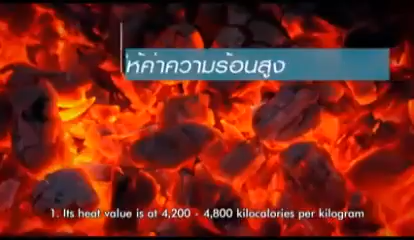 ห้ค่าความร้อนสูง
1. Its heat value is at 4,200 - 4,800 kilocalories per kilogram